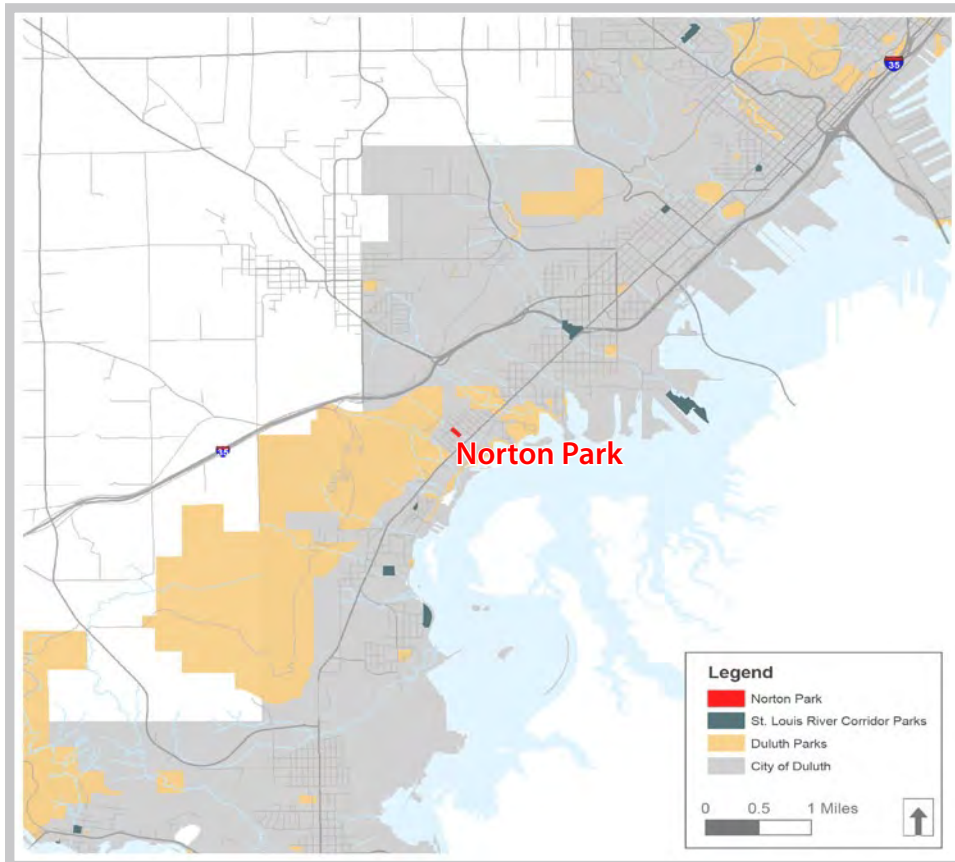 35
35
Norton Park
Legend
Norton Park
St. Louis River Corridor Parks
Duluth Parks
City of Duluth
0 0.5 1 Miles